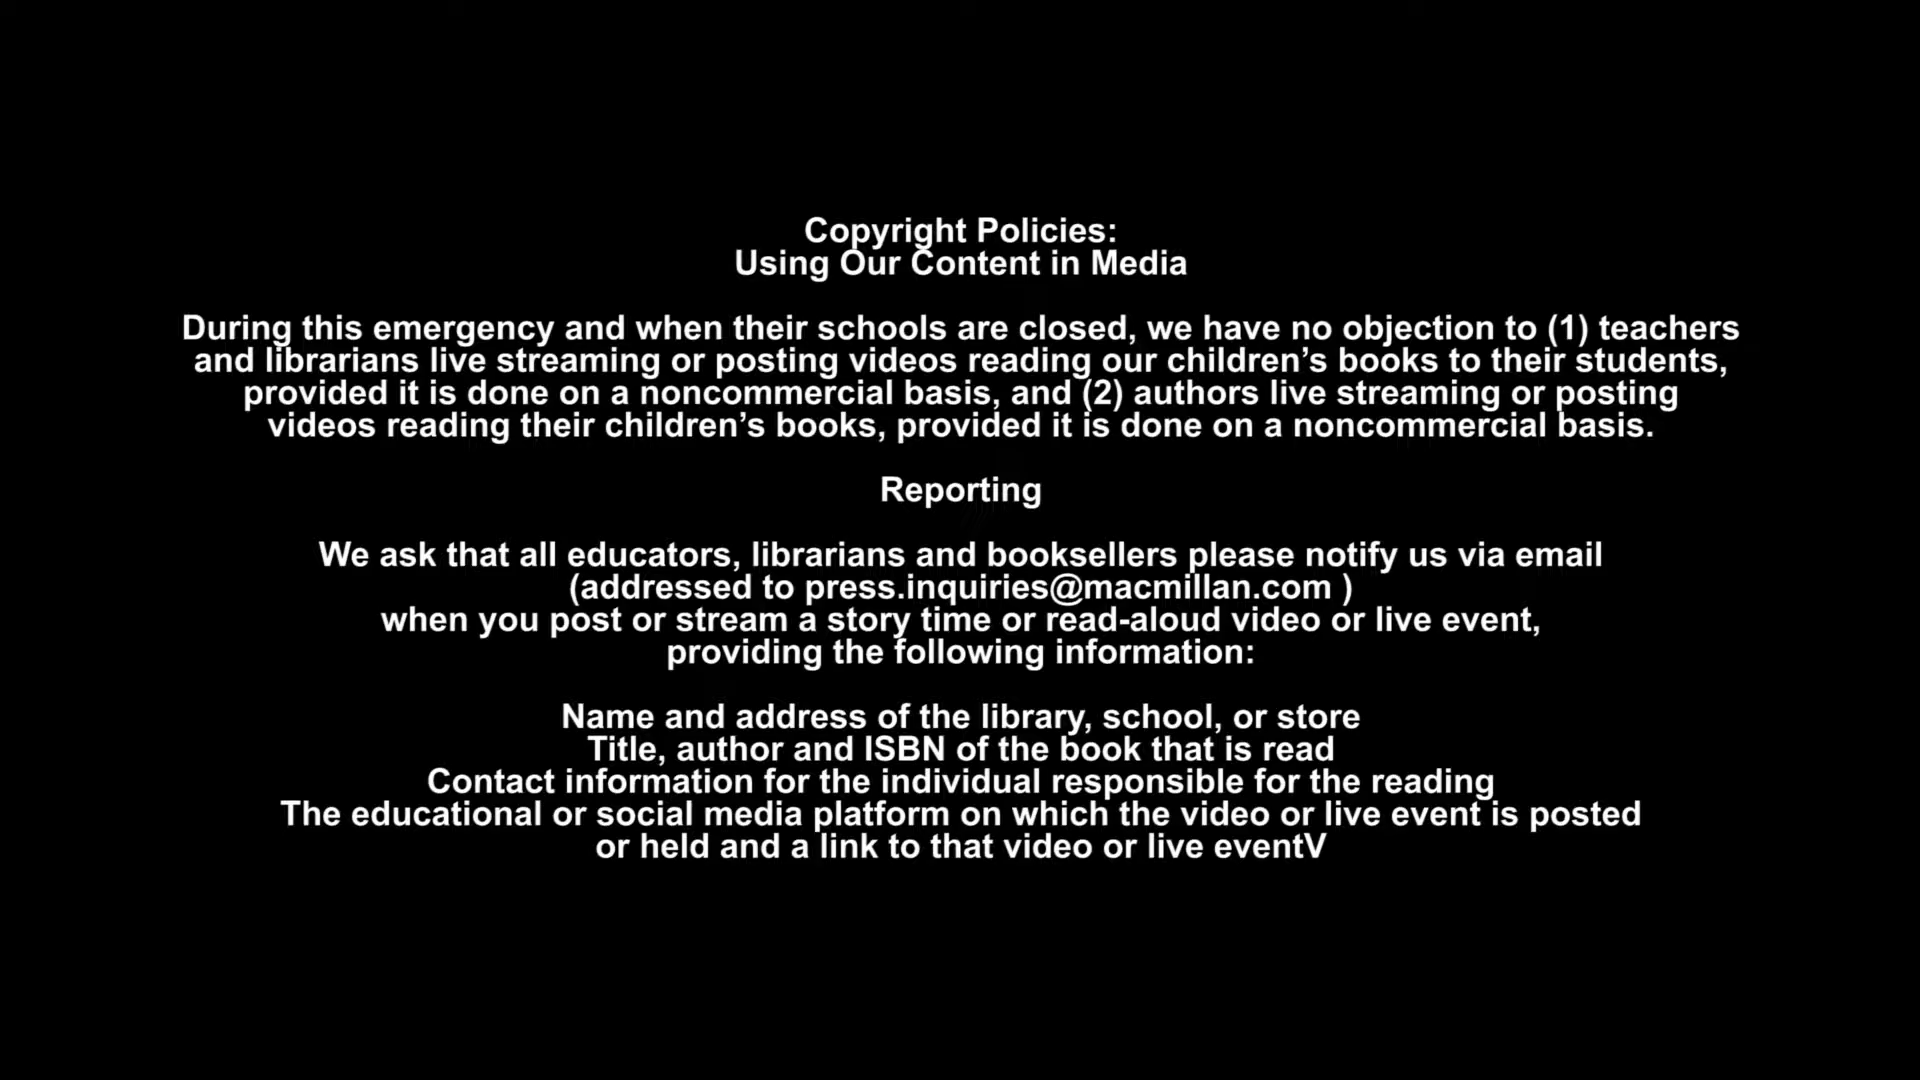 Copyright Policies:
Using Our Content in Media
During this emergency and when their schools are closed, we have no objection to (1) teachers
and librarians live streaming or posting videos reading our children’s books to their students,
provided it is done on a noncommercial basis, and (2) authors live streaming or posting
videos reading their children’s books, provided it is done on a noncommercial basis.
Reporting
We ask that all educators, librarians and booksellers please notify us via email
(addressed to press.inquiries@macmillan.com )
when you post or stream a story time or read-aloud video or live event,
providing the following information:
Name and address of the library, school, or store
Title, author and ISBN of the book that is read
Contact information for the individual responsible for the reading
The educational or social media platform on which the video or live event is posted
or held and a link to that video or live eventV